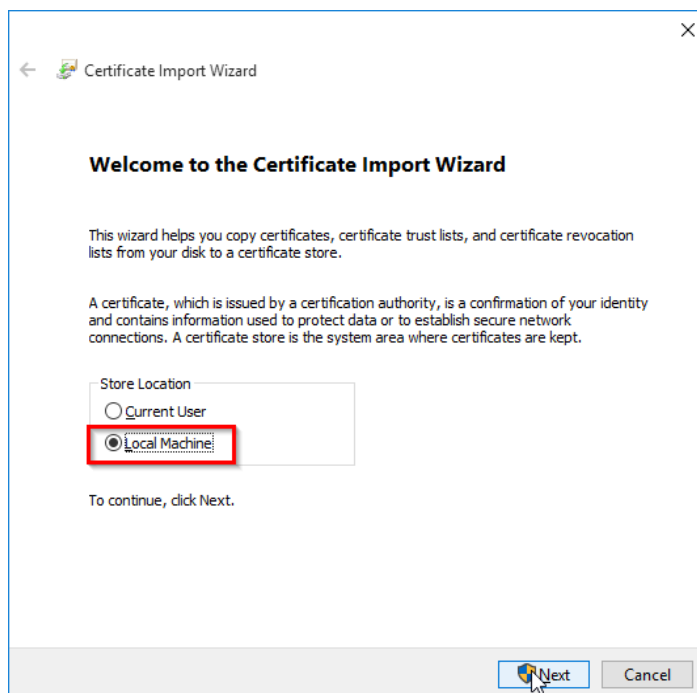 Certificate Import Wizard
Welcome to the Certificate Import Wizard
This wizard helps you copy certificates, certificate trust lists, and certificate revocation
lists from your disk to a certificate store.
A certificate, which is issued by a certification authority, is a confirmation of your identity
and contains information used to protect data or to establish secure network
connections. A certificate store is the system area where certificates are kept.
Store Location
Current User
Local Machine
To continue, click Next.
Next Cancel